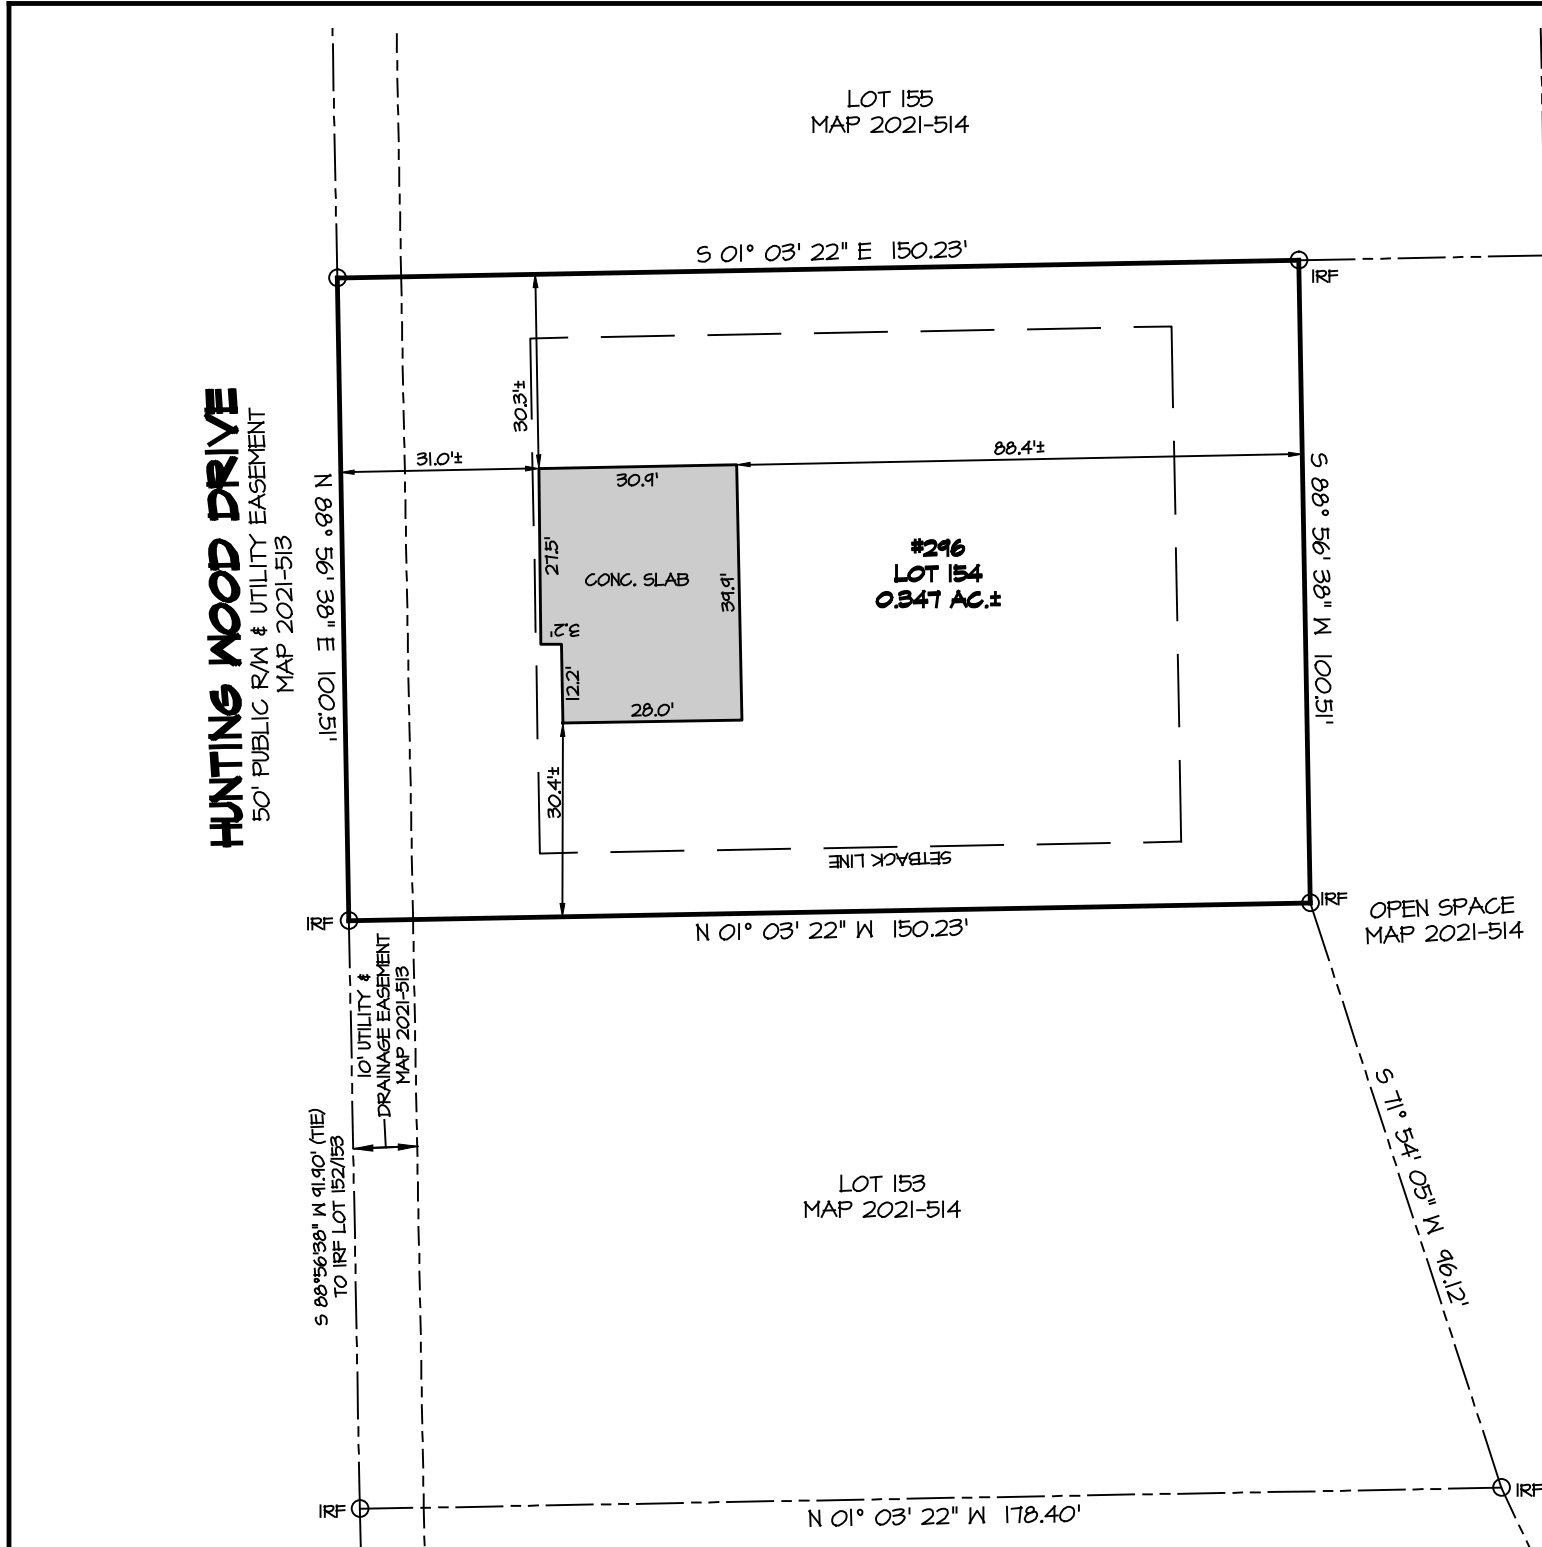 LOT 155
MAP 2021-514
S 01° 03' 22" E 150.23'
IRF
30.3'±
31.0'±
88.4'±
30.9'
27.5'
CONC. SLAB
39.9'
3.2'
12.2'
28.0'
30.4'±
#296
LOT 154
0.347 AC.±
HUNTING WOOD DRIVE
50' PUBLIC R/W & UTILITY EASEMENT
MAP 2021-513
N 88° 56' 38" E 100.51'
S 88° 56' 38" W 100.51'
SETBACK LINE
IRF
IRF
N 01° 03' 22" W 150.23'
OPEN SPACE
MAP 2021-514
10' UTILITY &
DRAINAGE EASEMENT
MAP 2021-513
S 88°56'38" W 91.90' (TIE)
TO IRF LOT 152/153
LOT 153
MAP 2021-514
S 71° 54' 05" W 96.12'
IRF
IRF
N 01° 03' 22" W 178.40'